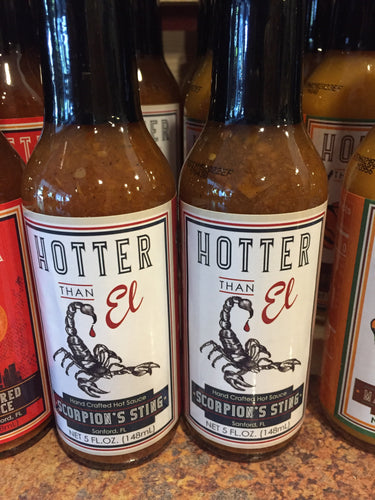 HOTTER
THAN
El
Hand Crafted Hot Sauce
SCORPION'S STING
Sanford, FL
NET 5 FL.OZ. (148mL)
HOTTER
THAN
El
Hand Crafted Hot Sauce
SCORPION'S STING
Sanford, FL
NET 5 FL.OZ. (148mL)
HO